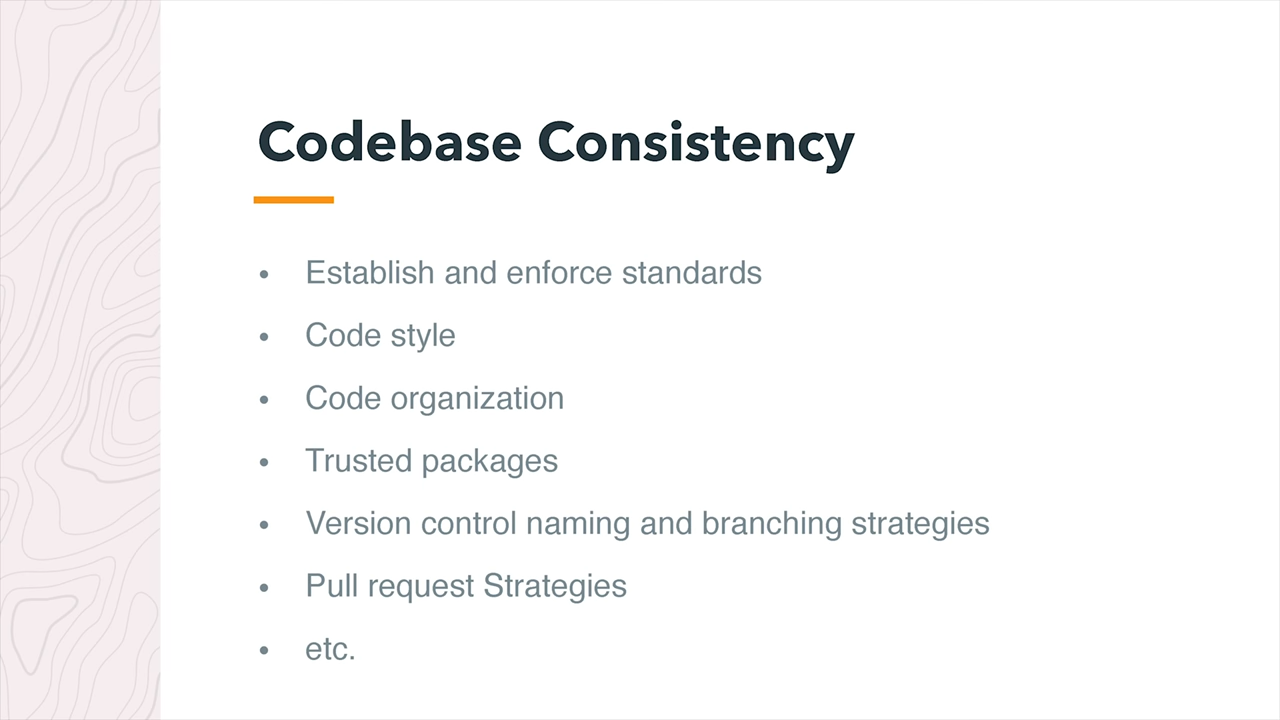 Codebase Consistency
• Establish and enforce standards
• Code style
• Code organization
• Trusted packages
• Version control naming and branching strategies
• Pull request Strategies
• etc.